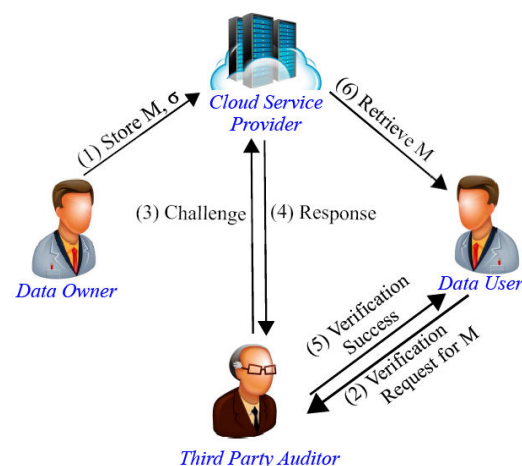 Cloud Service
Provider
(1) Store M, σ
(6) Retrieve M
(3) Challenge
(4) Response
Data Owner
Data User
(5) Verification
Success
(2) Verification
Request for M
Third Party Auditor